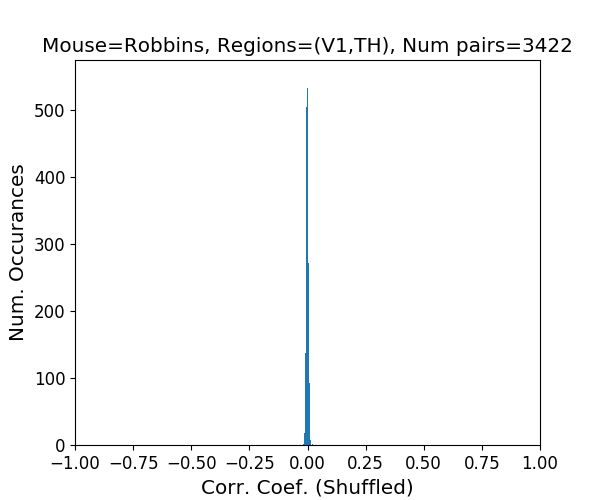 Mouse=Robbins, Regions=(V1,TH), Num pairs=3422
Num. Occurances
500
400
300
200
100
0
−1.00 −0.75 −0.50 −0.25 0.00 0.25 0.50 0.75 1.00
Corr. Coef. (Shuffled)